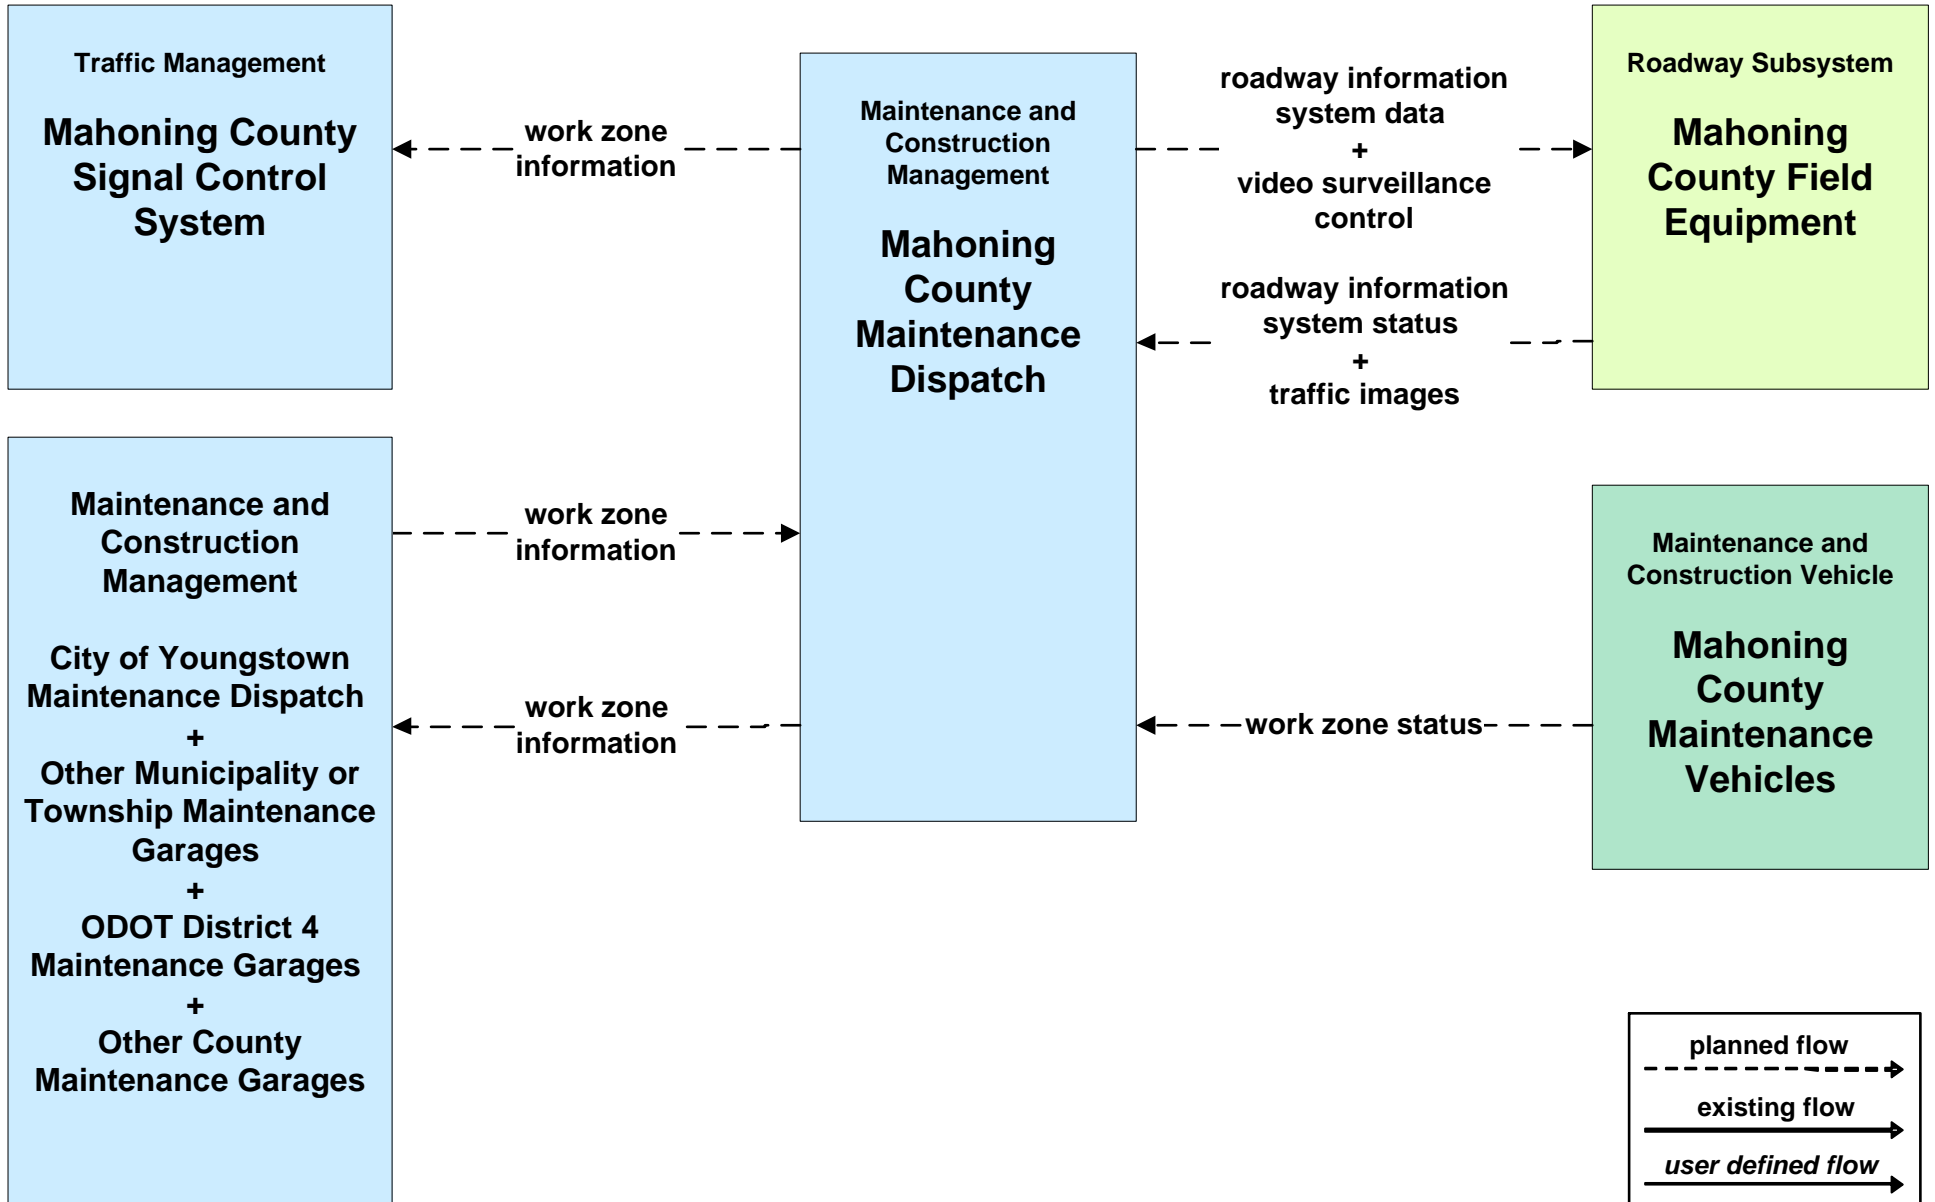 Traffic Management
Mahoning County
Signal Control
System
work zone
information
Maintenance and
Construction
Management
Mahoning
County
Maintenance
Dispatch
roadway information
system data
+
video surveillance
control
roadway information
system status
+
traffic images
Roadway Subsystem
Mahoning
County Field
Equipment
Maintenance and
Construction
Management
City of Youngstown
Maintenance Dispatch
+
Other Municipality or
Township Maintenance
Garages
+
ODOT District 4
Maintenance Garages
+
Other County
Maintenance Garages
work zone
information
work zone
information
work zone status
Maintenance and
Construction Vehicle
Mahoning
County
Maintenance
Vehicles
planned flow
existing flow
user defined flow